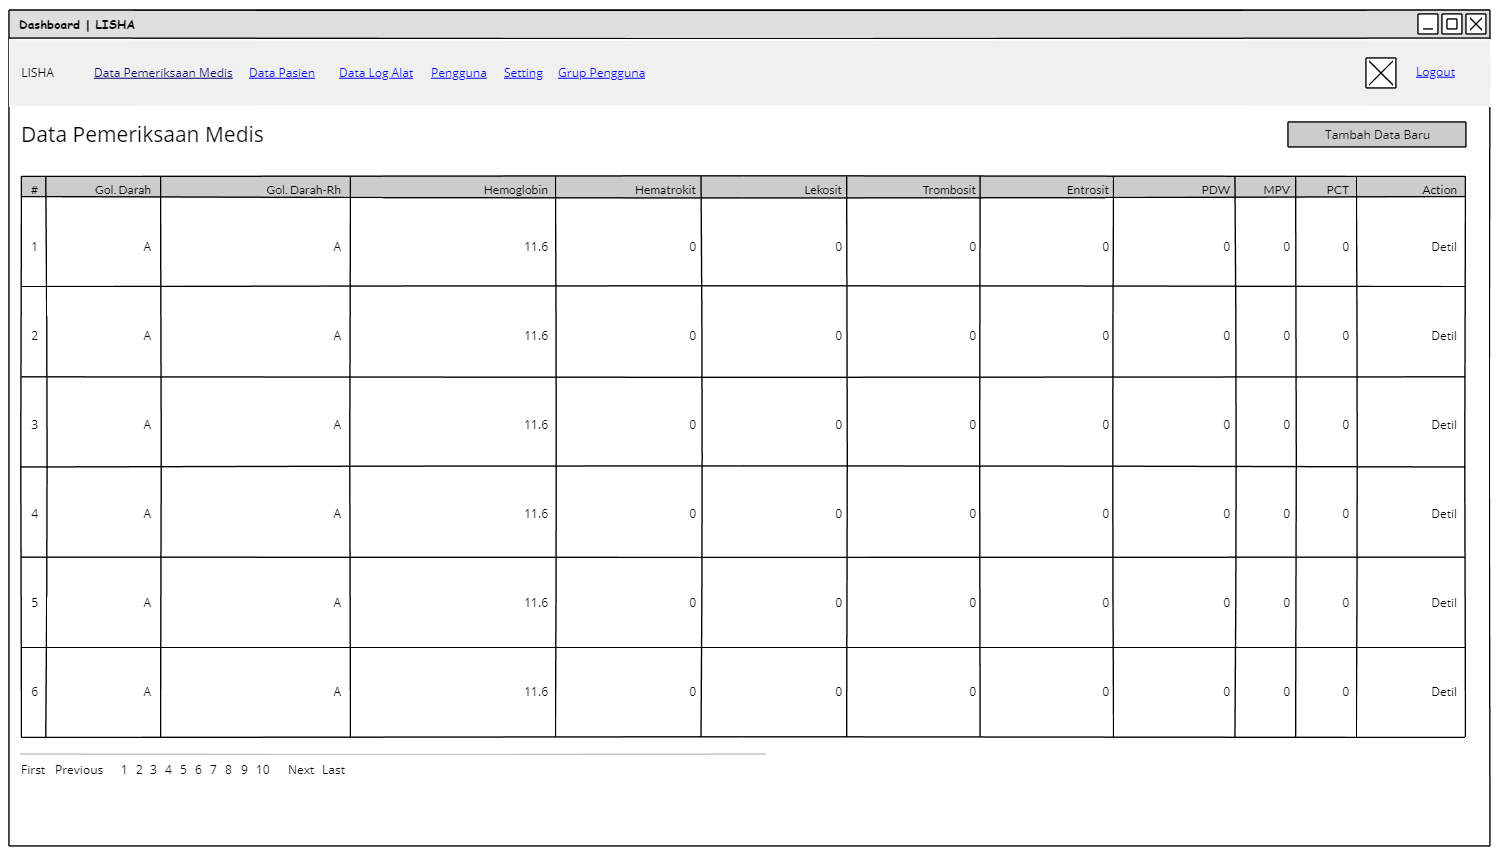 Dashboard | LISHA
LISHA Data Pemeriksaan Medis Data Pasien Data Log Alat Pengguna Setting Grup Pengguna Logout
Data Pemeriksaan Medis Tambah Data Baru
# Gol. Darah Gol. Darah-Rh Hemoglobin Hematrokit Lekosit Trombosit Entrosit PDW MPV PCT Action
1 A A 11.6 0 0 0 0 0 0 0 Detil
2 A A 11.6 0 0 0 0 0 0 0 Detil
3 A A 11.6 0 0 0 0 0 0 0 Detil
4 A A 11.6 0 0 0 0 0 0 0 Detil
5 A A 11.6 0 0 0 0 0 0 0 Detil
6 A A 11.6 0 0 0 0 0 0 0 Detil
First Previous 1 2 3 4 5 6 7 8 9 10 Next Last